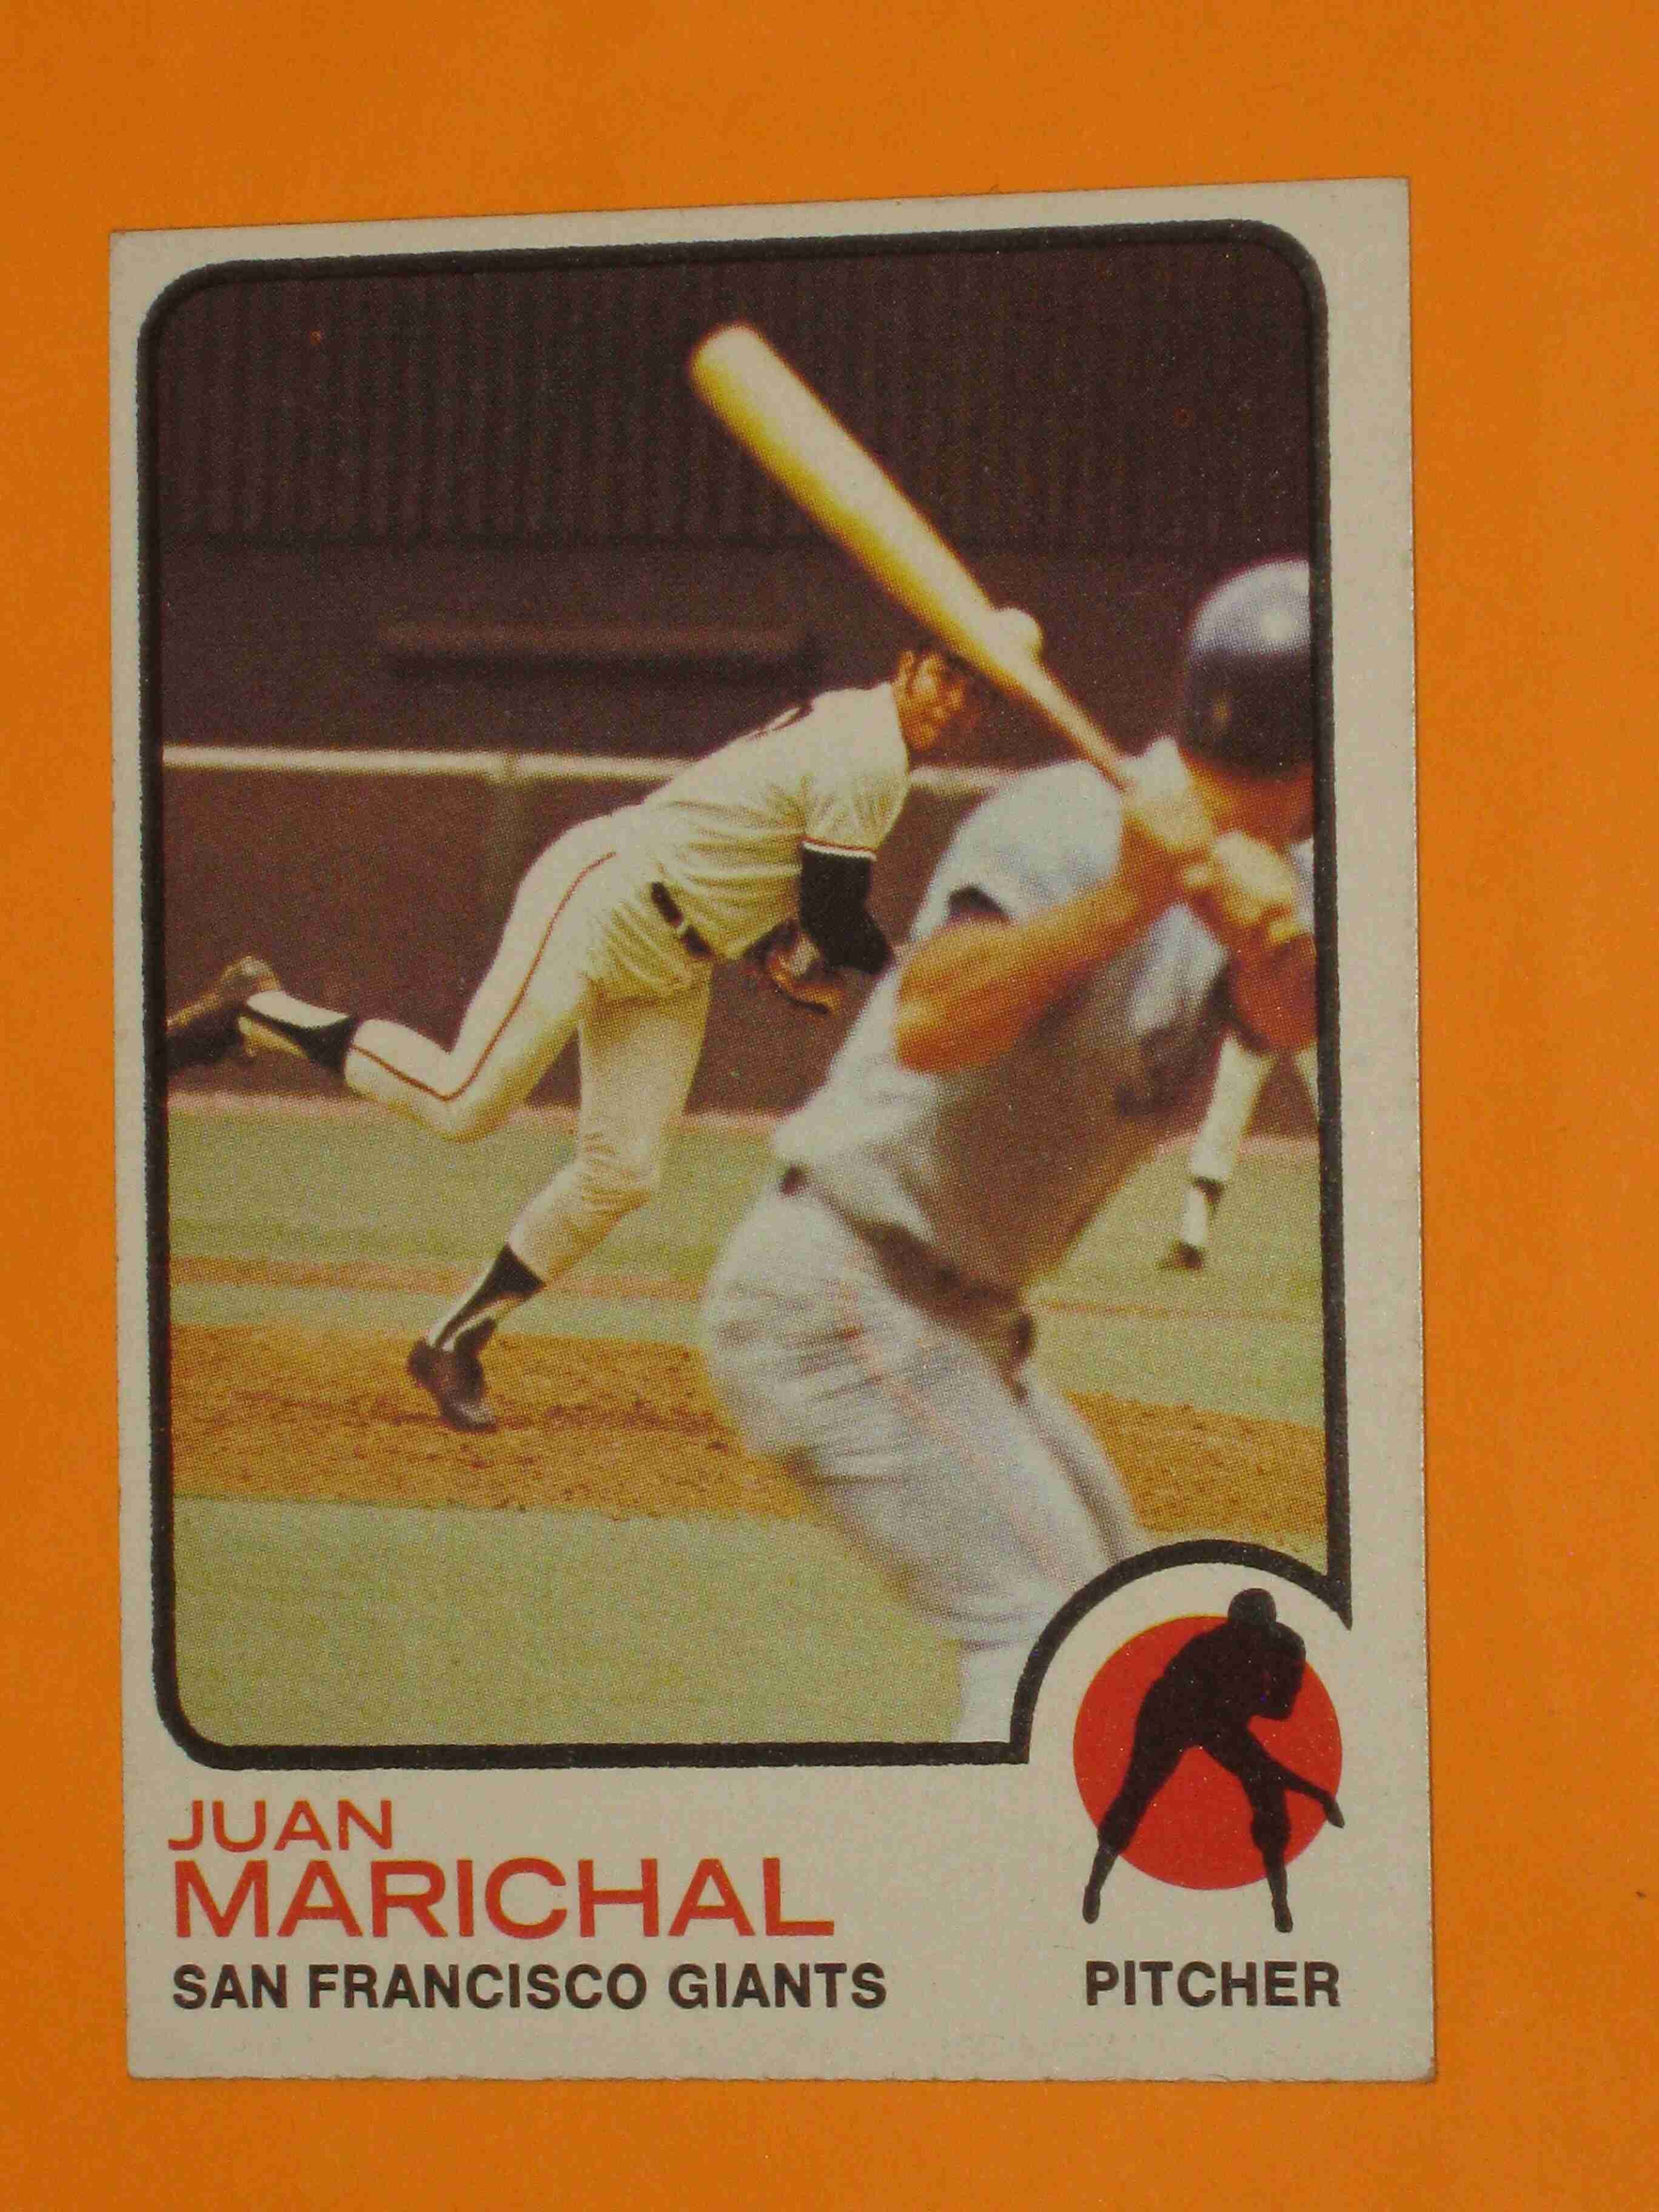 JUAN
MARICHAL
SAN FRANCISCO GIANTS
PITCHER